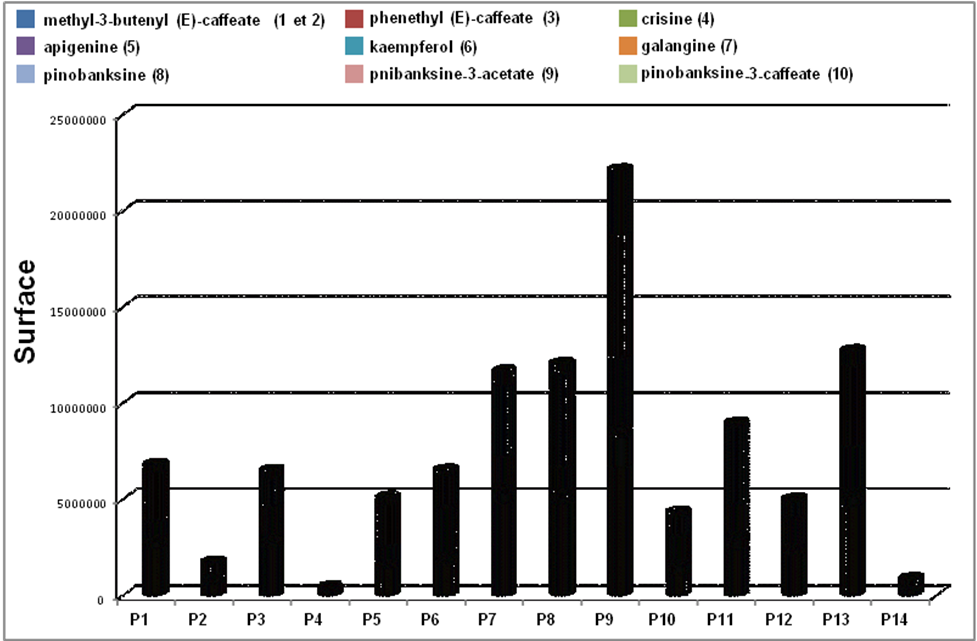 methyl-3-butenyl (E)-caffeate (1 et 2) phenethyl (E)-caffeate (3) crisine (4)
apigenine (5) kaempferol (6) galangine (7)
pinobanksine (8) pnibanksine-3-acetate (9) pinobanksine-3-caffeate (10)
25000000
20000000
15000000
10000000
5000000
0
Surface
P1 P2 P3 P4 P5 P6 P7 P8 P9 P10 P11 P12 P13 P14